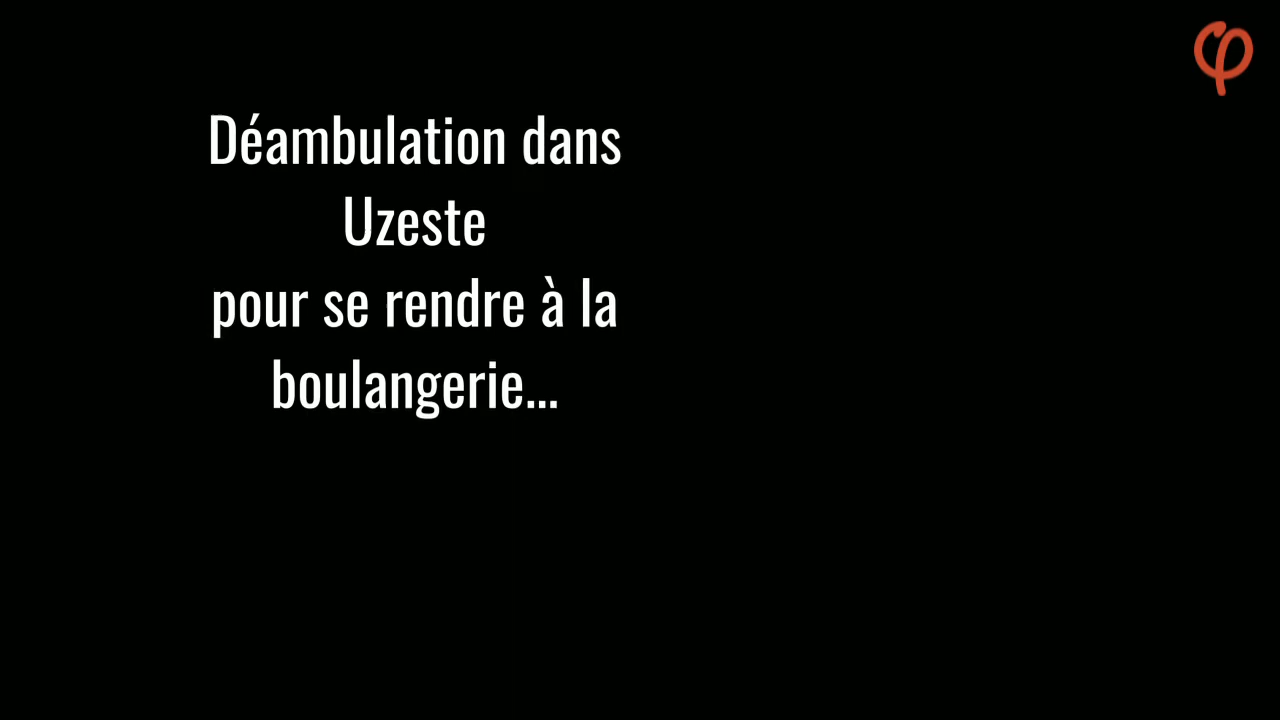 Déambulation dans
Uzeste
pour se rendre à la
boulangerie...